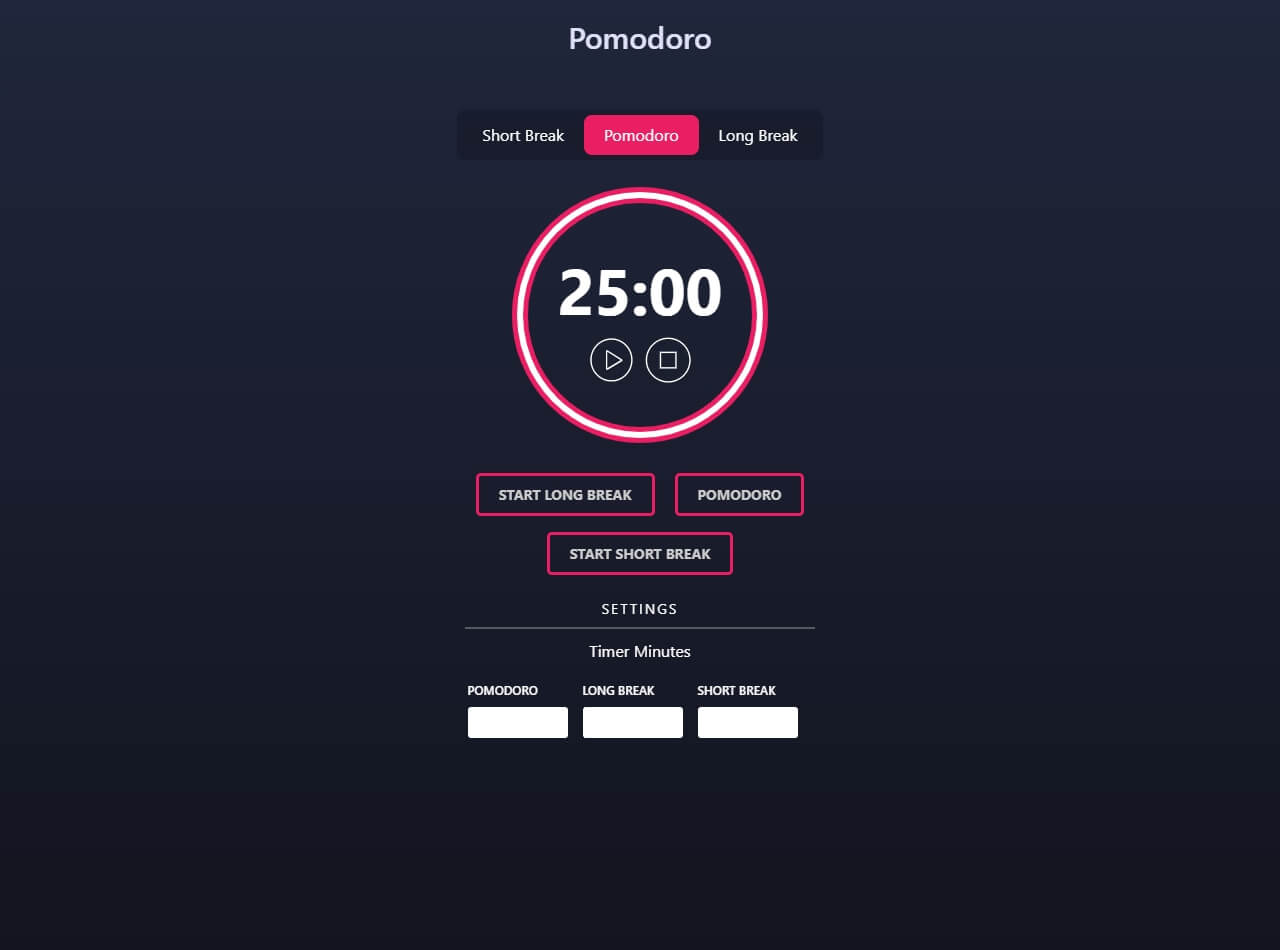 Pomodoro
Short Break Pomodoro Long Break
25:00
START LONG BREAK POMODORO
START SHORT BREAK
SETTINGS
Timer Minutes
POMODORO LONG BREAK SHORT BREAK